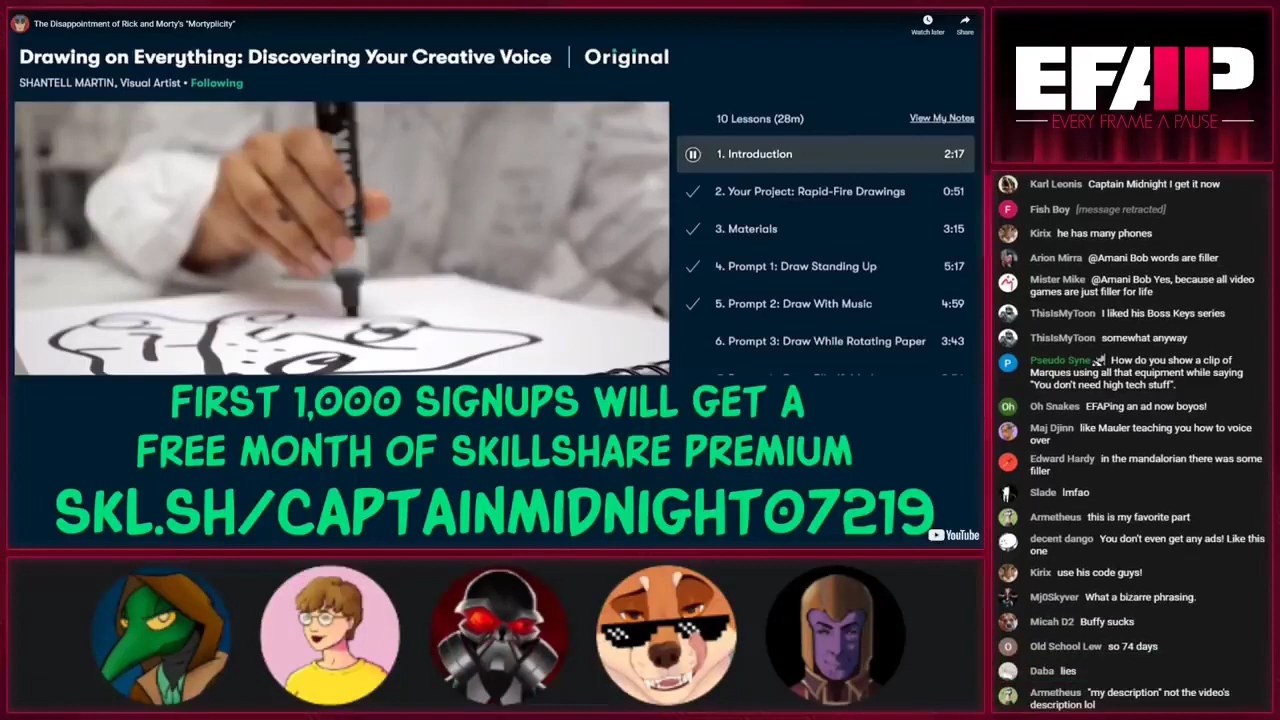 The Disappointment of Rick and Morty's "Mortyplicity"
Watch later
Share
Drawing on Everything: Discovering Your Creative Voice | Original
SHANTELL MARTIN, Visual Artist • Following
10 Lessons (28m)
View My Notes
1. Introduction 2:17
2. Your Project: Rapid-Fire Drawings 0:51
3. Materials 3:15
4. Prompt 1: Draw Standing Up 5:17
5. Prompt 2: Draw With Music 4:59
6. Prompt 3: Draw While Rotating Paper 3:43
FIRST 1,000 SIGNUPS WILL GET A
FREE MONTH OF SKILLSHARE PREMIUM
SKL.SH/CAPTAINMIDNIGHT07219
YouTube
EFAP
EVERY FRAME A PAUSE
Karl Leonis Captain Midnight I get it now
F Fish Boy [message retracted]
Kirix he has many phones
Arion Mirra @Amani Bob words are filler
Mister Mike @Amani Bob Yes, because all video
games are just filler for life
ThisIsMyToon I liked his Boss Keys series
ThisIsMyToon somewhat anyway
P Pseudo Syne How do you show a clip of
Marques using all that equipment while saying
"You don't need high tech stuff".
Oh Oh Snakes EFAPing an ad now boyos!
Maj Djinn like Mauler teaching you how to voice
over
Edward Hardy in the mandalorian there was some
filler
Slade lmfao
Armetheus this is my favorite part
decent dango You don't even get any ads! Like this
one
Kirix use his code guys!
Mj0Skyver What a bizarre phrasing.
Micah D2 Buffy sucks
O Old School Lew so 74 days
Daba lies
Armetheus "my description" not the video's
description lol